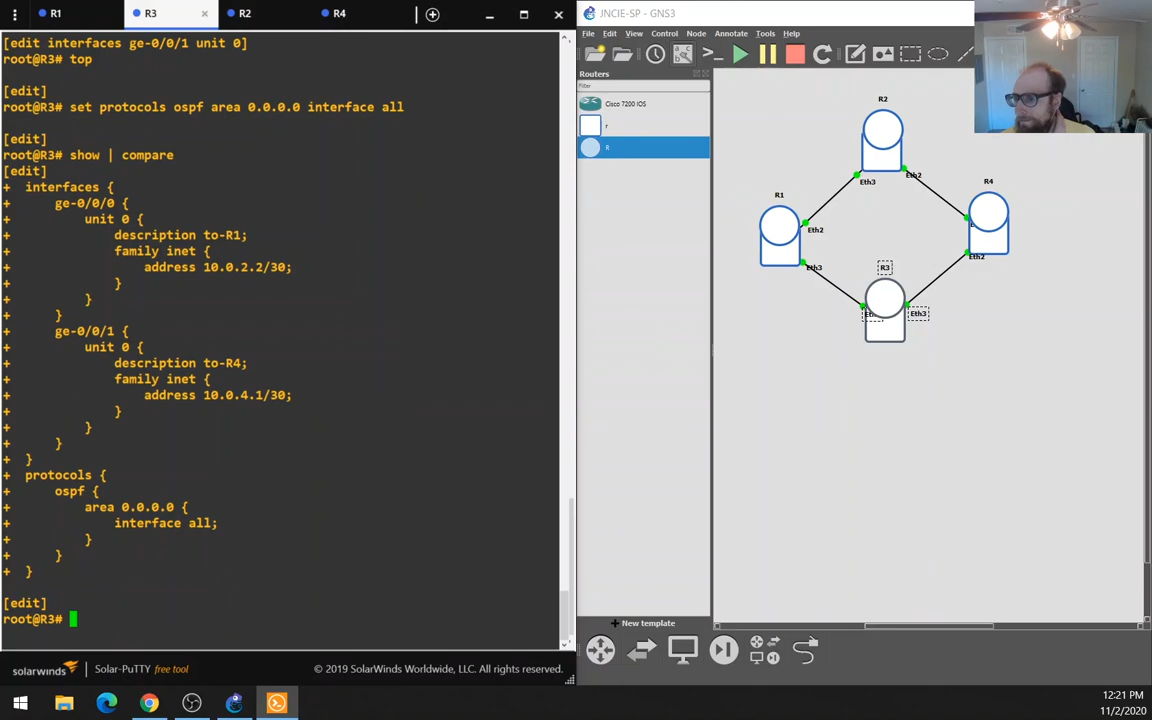 R1
R3
R2
R4
[edit interfaces ge-0/0/1 unit 0]
root@R3# top
[edit]
root@R3# set protocols ospf area 0.0.0.0 interface all
[edit]
root@R3# show | compare
[edit]
+  interfaces {
+      ge-0/0/0 {
+          unit 0 {
+              description to-R1;
+              family inet {
+                  address 10.0.2.2/30;
+              }
+          }
+      }
+      ge-0/0/1 {
+          unit 0 {
+              description to-R4;
+              family inet {
+                  address 10.0.4.1/30;
+              }
+          }
+      }
+  }
+  protocols {
+      ospf {
+          area 0.0.0.0 {
+              interface all;
+          }
+      }
+  }
[edit]
root@R3#
solarwinds
Solar-PuTTY free tool
© 2019 SolarWinds Worldwide, LLC. All rights reserved.
JNCIE-SP - GNS3
File Edit View Control Node Annotate Tools Help
Routers
Filter
Cisco 7200 IOS
r
R
New template
R2
Eth3
Eth2
R1
Eth2
Eth3
R4
Eth2
R3
Eth3
12:21 PM
11/2/2020